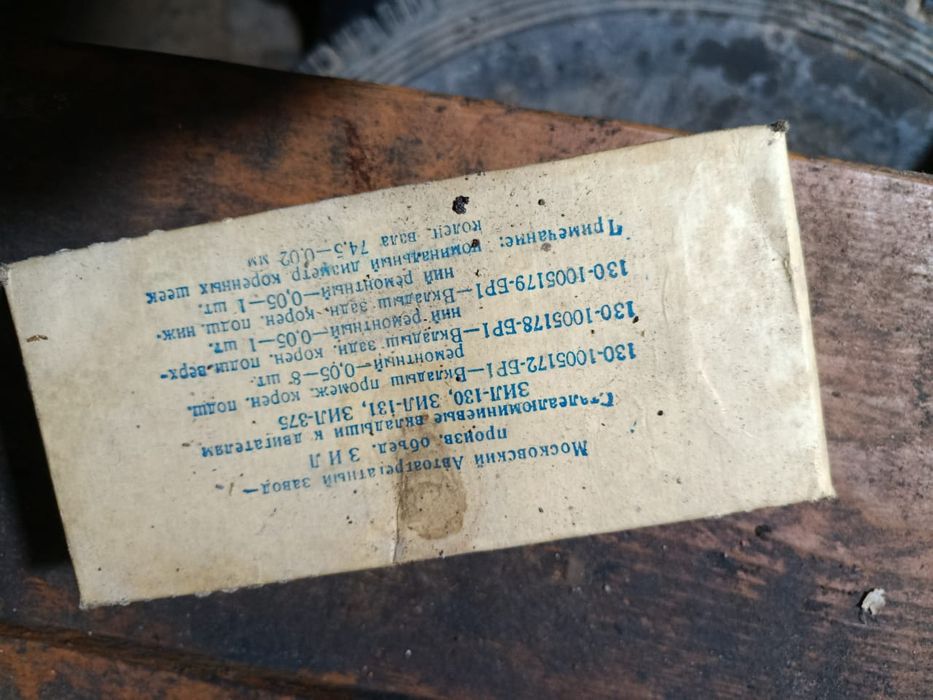 Московский Автоагрегатный завод—
произв. объед. ЗИЛ
Сталеалюминиевые вкладыши к двигателям
ЗИЛ-130, ЗИЛ-131, ЗИЛ-375
130-1005172-БР1—Вкладыш промеж. корен. подш.
ремонтный—0,05—8 шт.
130-1005178-БР1—Вкладыш задн. корен. подш. верх-
ний ремонтный—0,05—1 шт.
130-1005179-БР1—Вкладыш задн. корен. подш. ниж-
ний ремонтный—0,05—1 шт.
Примечание: номинальный диаметр коренных шеек
колен. вала 74,5—0,02 мм